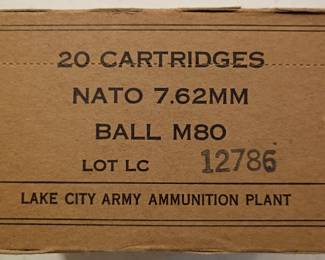 20 CARTRIDGES
NATO 7.62MM
BALL M80
LOT LC 12786
LAKE CITY ARMY AMMUNITION PLANT